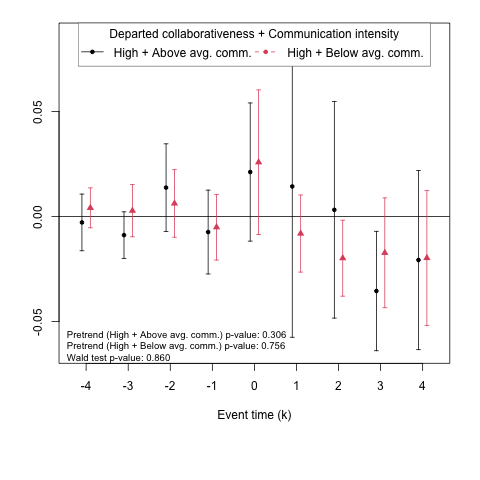 Departed collaborativeness + Communication intensity
High + Above avg. comm. High + Below avg. comm.
0.05
0.00
-0.05
Pretrend (High + Above avg. comm.) p-value: 0.306
Pretrend (High + Below avg. comm.) p-value: 0.756
Wald test p-value: 0.860
-4 -3 -2 -1 0 1 2 3 4
Event time (k)